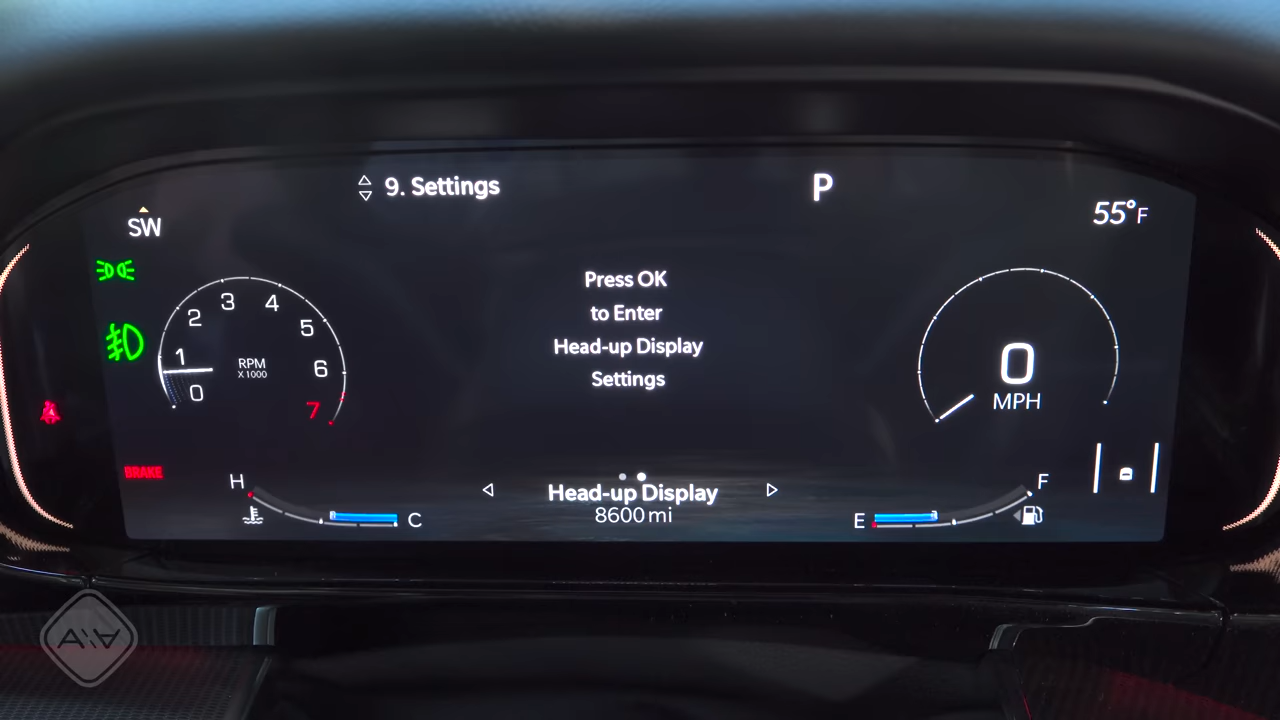 9. Settings
P
SW
55°F
Press OK
to Enter
Head-up Display
Settings
0
1
2
3
4
5
6
7
RPM
X 1000
0
MPH
BRAKE
H
C
Head-up Display
8600 mi
E
F